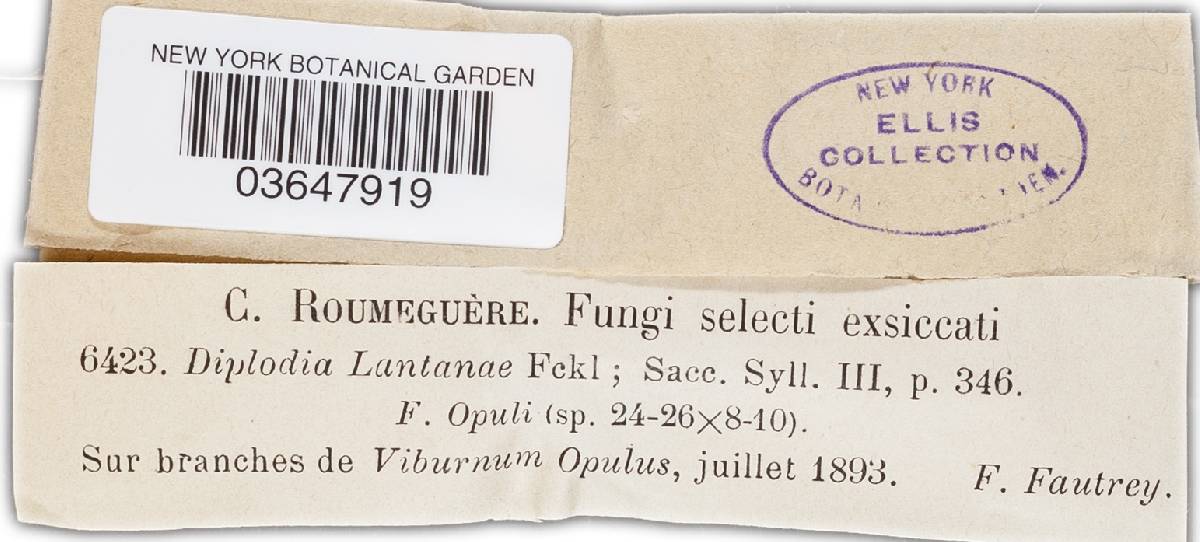 NEW YORK BOTANICAL GARDEN
03647919
NEW YORK
ELLIS
COLLECTION
C. ROUMEGUÈRE. Fungi selecti exsiccati
6423. Diplodia Lantanae Fckl ; Sacc. Syll. III, p. 346.
F. Opuli (sp. 24-26×8-10).
Sur branches de Viburnum Opulus, juillet 1893. F. Fautrey.